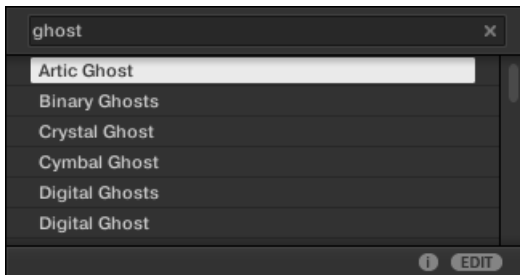 ghost
Artic Ghost
Binary Ghosts
Crystal Ghost
Cymbal Ghost
Digital Ghosts
Digital Ghost
i EDIT